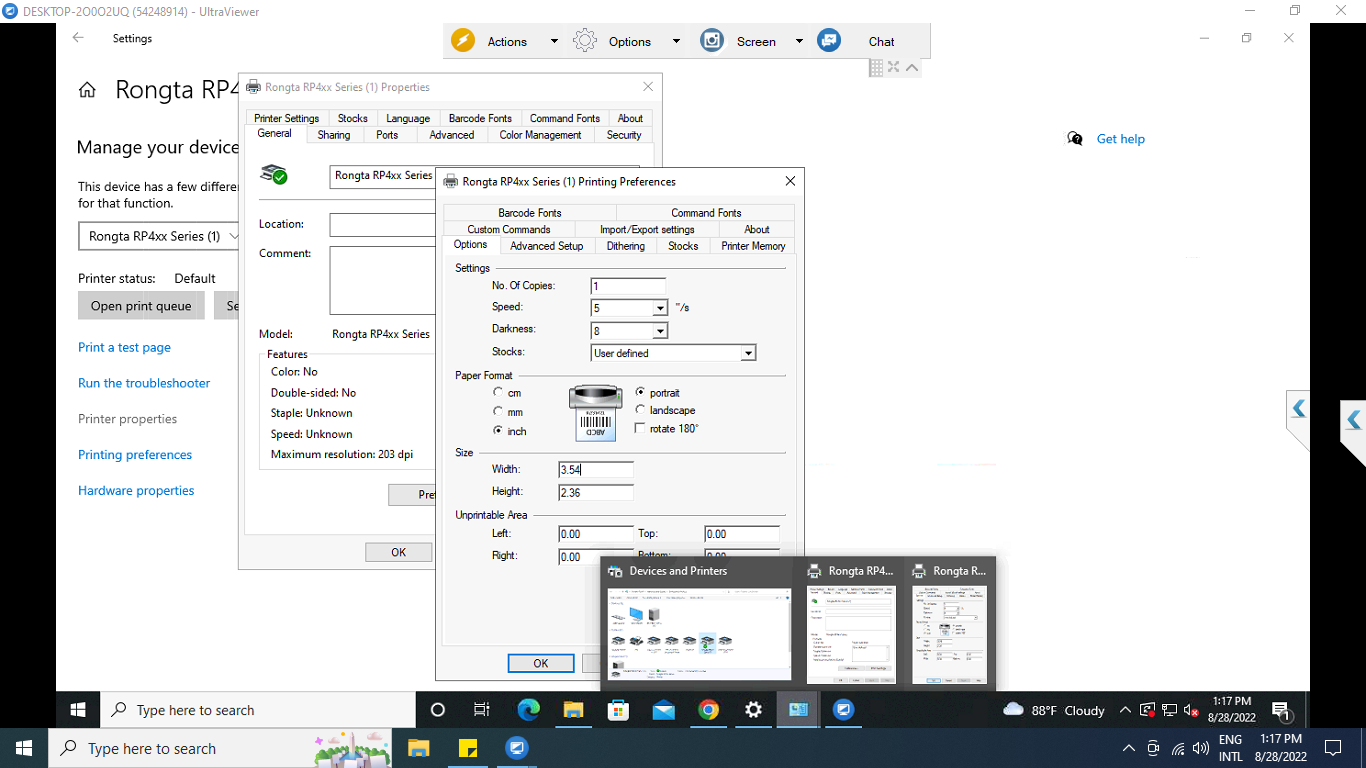 DESKTOP-2O0O2UQ (54248914) - UltraViewer
Settings
Actions
Options
Screen
Chat
Rongta RP4
Manage your device
This device has a few differe
for that function.
Rongta RP4xx Series (1)
Printer status: Default
Open print queue
Se
Print a test page
Run the troubleshooter
Printer properties
Printing preferences
Hardware properties
Get help
Rongta RP4xx Series (1) Properties
Printer Settings Stocks Language Barcode Fonts Command Fonts About
General Sharing Ports Advanced Color Management Security
Rongta RP4xx Series
Location:
Comment:
Model: Rongta RP4xx Series
Features
Color: No
Double-sided: No
Staple: Unknown
Speed: Unknown
Maximum resolution: 203 dpi
Pref
OK
Rongta RP4xx Series (1) Printing Preferences
Barcode Fonts Command Fonts
Custom Commands Import/Export settings About
Options Advanced Setup Dithering Stocks Printer Memory
Settings
No. Of Copies: 1
Speed: 5 "/s
Darkness: 8
Stocks: User defined
Paper Format
cm
mm
inch
ABCD
portrait
landscape
rotate 180°
Size
Width: 3.54
Height: 2.36
Unprintable Area
Left: 0.00 Top: 0.00
Right: 0.00 Bottom: 0.00
OK
Devices and Printers
Rongta RP4...
Rongta R...
Type here to search
88°F Cloudy
1:17 PM
8/28/2022
1
Type here to search
ENG
INTL
1:17 PM
8/28/2022